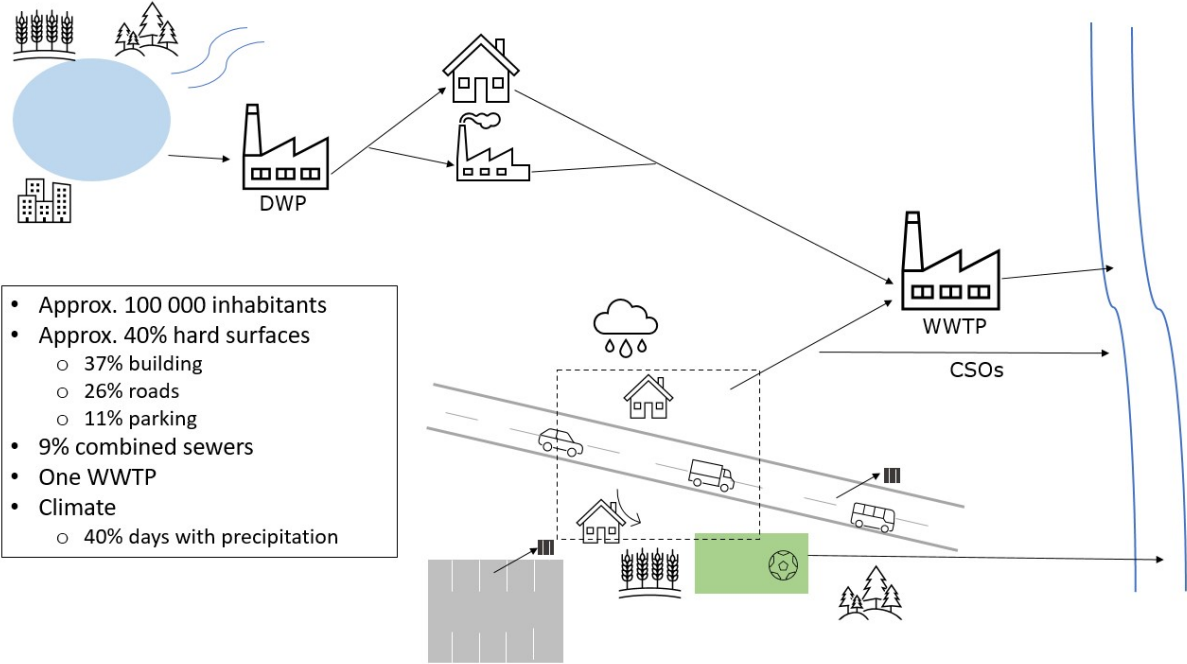 DWP
• Approx. 100 000 inhabitants
• Approx. 40% hard surfaces
o 37% building
o 26% roads
o 11% parking
• 9% combined sewers
• One WWTP
• Climate
o 40% days with precipitation
WWTP
CSOs